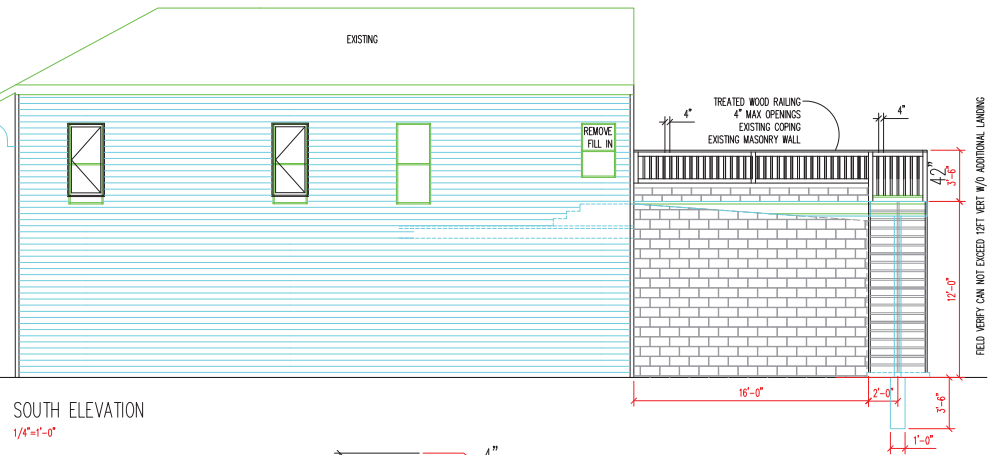 EXISTING
REMOVE
FILL IN
TREATED WOOD RAILING
4" MAX OPENINGS
EXISTING COPING
EXISTING MASONRY WALL
4"
4"
42"
3'-6"
12'-0"
FIELD VERIFY CAN NOT EXCEED 12FT VERT W/O ADDITIONAL LANDING
16'-0"
2'-0"
3'-6"
1'-0"
SOUTH ELEVATION
1/4"=1'-0"
4"